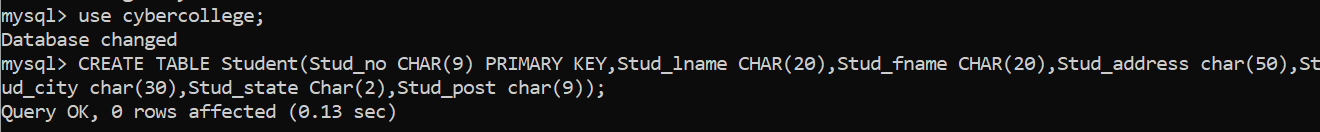 mysql> use cybercollege;
Database changed
mysql> CREATE TABLE Student(Stud_no CHAR(9) PRIMARY KEY,Stud_lname CHAR(20),Stud_fname CHAR(20),Stud_address char(50),St
ud_city char(30),Stud_state Char(2),Stud_post char(9));
Query OK, 0 rows affected (0.13 sec)